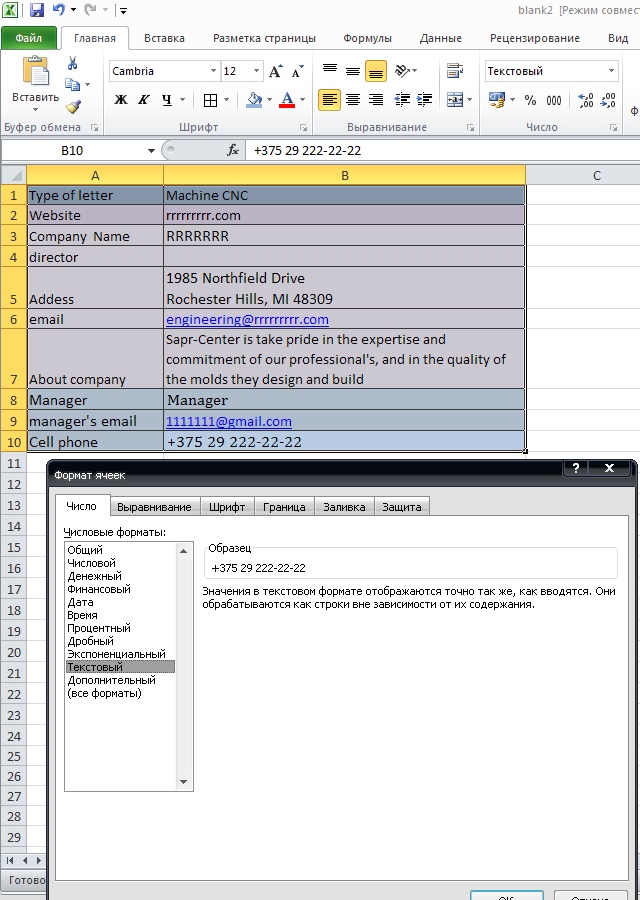 blank2 [Режим совмест
Файл Главная Вставка Разметка страницы Формулы Данные Рецензирование Вид
Cambria 12 A A Текстовый
Вставить Ж К Ч A % 000
Буфер обмена Шрифт Выравнивание Число
B10 fx +375 29 222-22-22
A B C
1 Type of letter Machine CNC
2 Website rrrrrrrrr.com
3 Company Name RRRRRRR
4 director
1985 Northfield Drive
5 Addess Rochester Hills, MI 48309
6 email engineering@rrrrrrrrr.com
Sapr-Center is take pride in the expertise and
commitment of our professional's, and in the quality of
7 About company the molds they design and build
8 Manager Manager
9 manager's email 1111111@gmail.com
10 Cell phone +375 29 222-22-22
11
12 Формат ячеек ? X
13 Число Выравнивание Шрифт Граница Заливка Защита
14 Числовые форматы:
15 Общий Образец
16 Числовой +375 29 222-22-22
Денежный
17 Финансовый Значения в текстовом формате отображаются точно так же, как вводятся. Они
Дата обрабатываются как строки вне зависимости от их содержания.
18 Время
19 Процентный
Дробный
20 Экспоненциальный
Текстовый
21 Дополнительный
22 (все форматы)
23
24
25
26
27
28
29
Готово